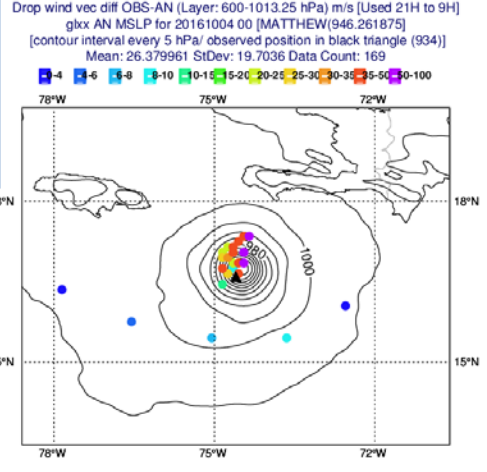 Drop wind vec diff OBS-AN (Layer: 600-1013.25 hPa) m/s [Used 21H to 9H]
glxx AN MSLP for 20161004 00 [MATTHEW(946.261875]
[contour interval every 5 hPa/ observed position in black triangle (934)]
Mean: 26.379961 StDev: 19.7036 Data Count: 169
0-4 4-6 6-8 8-10 10-15 15-20 20-25 25-30 30-35 35-50 50-100
78°W 75°W 72°W
18°N
980
1000
15°N
78°W 75°W 72°W